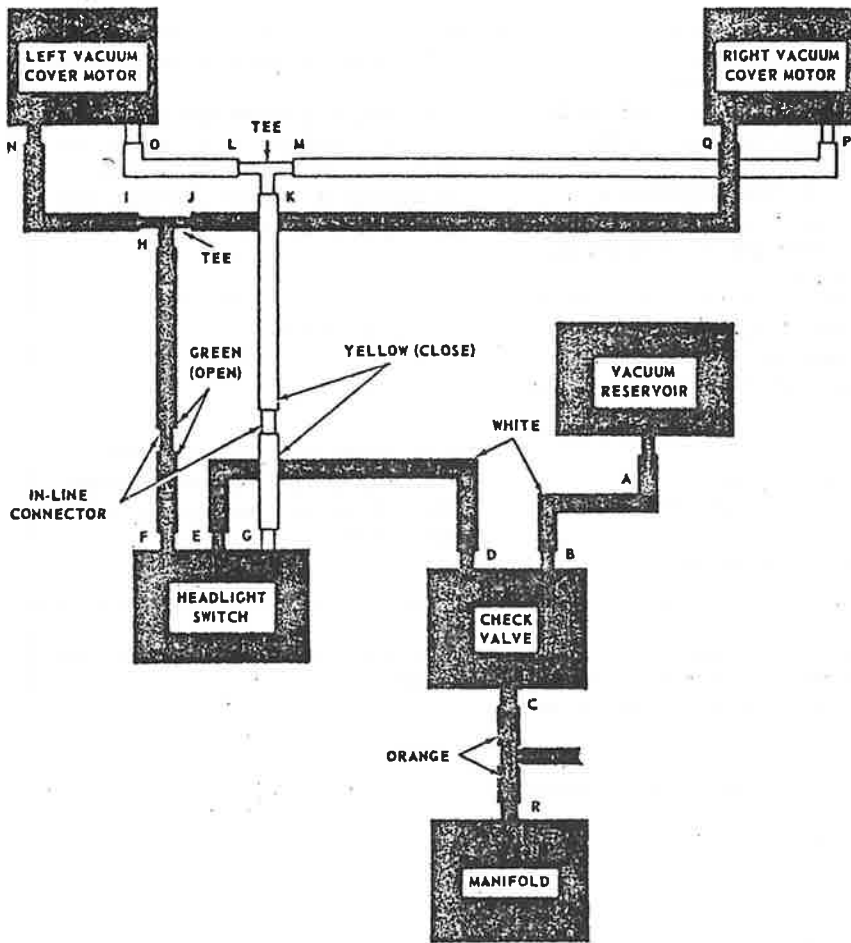 LEFT VACUUM
COVER MOTOR
RIGHT VACUUM
COVER MOTOR
TEE
N
O
L
M
Q
P
I
J
K
H
TEE
GREEN
(OPEN)
YELLOW (CLOSE)
VACUUM
RESERVOIR
WHITE
A
IN-LINE
CONNECTOR
F
E
G
D
B
HEADLIGHT
SWITCH
CHECK
VALVE
C
ORANGE
R
MANIFOLD